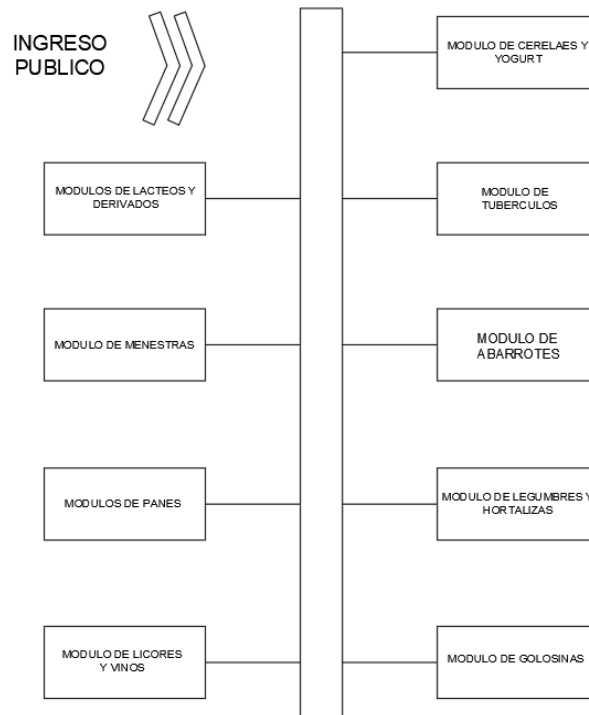 INGRESO
PUBLICO
MODULO DE CERELAES Y
YOGURT
MODULOS DE LACTEOS Y
DERIVADOS
MODULO DE
TUBERCULOS
MODULO DE MENESTRAS
MODULO DE
ABARROTES
MODULOS DE PANES
MODULO DE LEGUMBRES Y
HORTALIZAS
MODULO DE LICORES
Y VINOS
MODULO DE GOLOSINAS